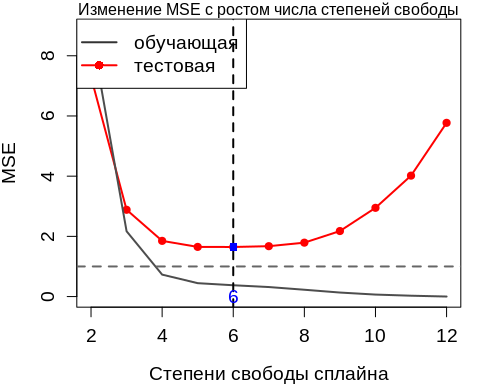 Изменение MSE с ростом числа степеней свободы
обучающая
тестовая
MSE
8
6
4
2
0
6
2 4 6 8 10 12
Степени свободы сплайна